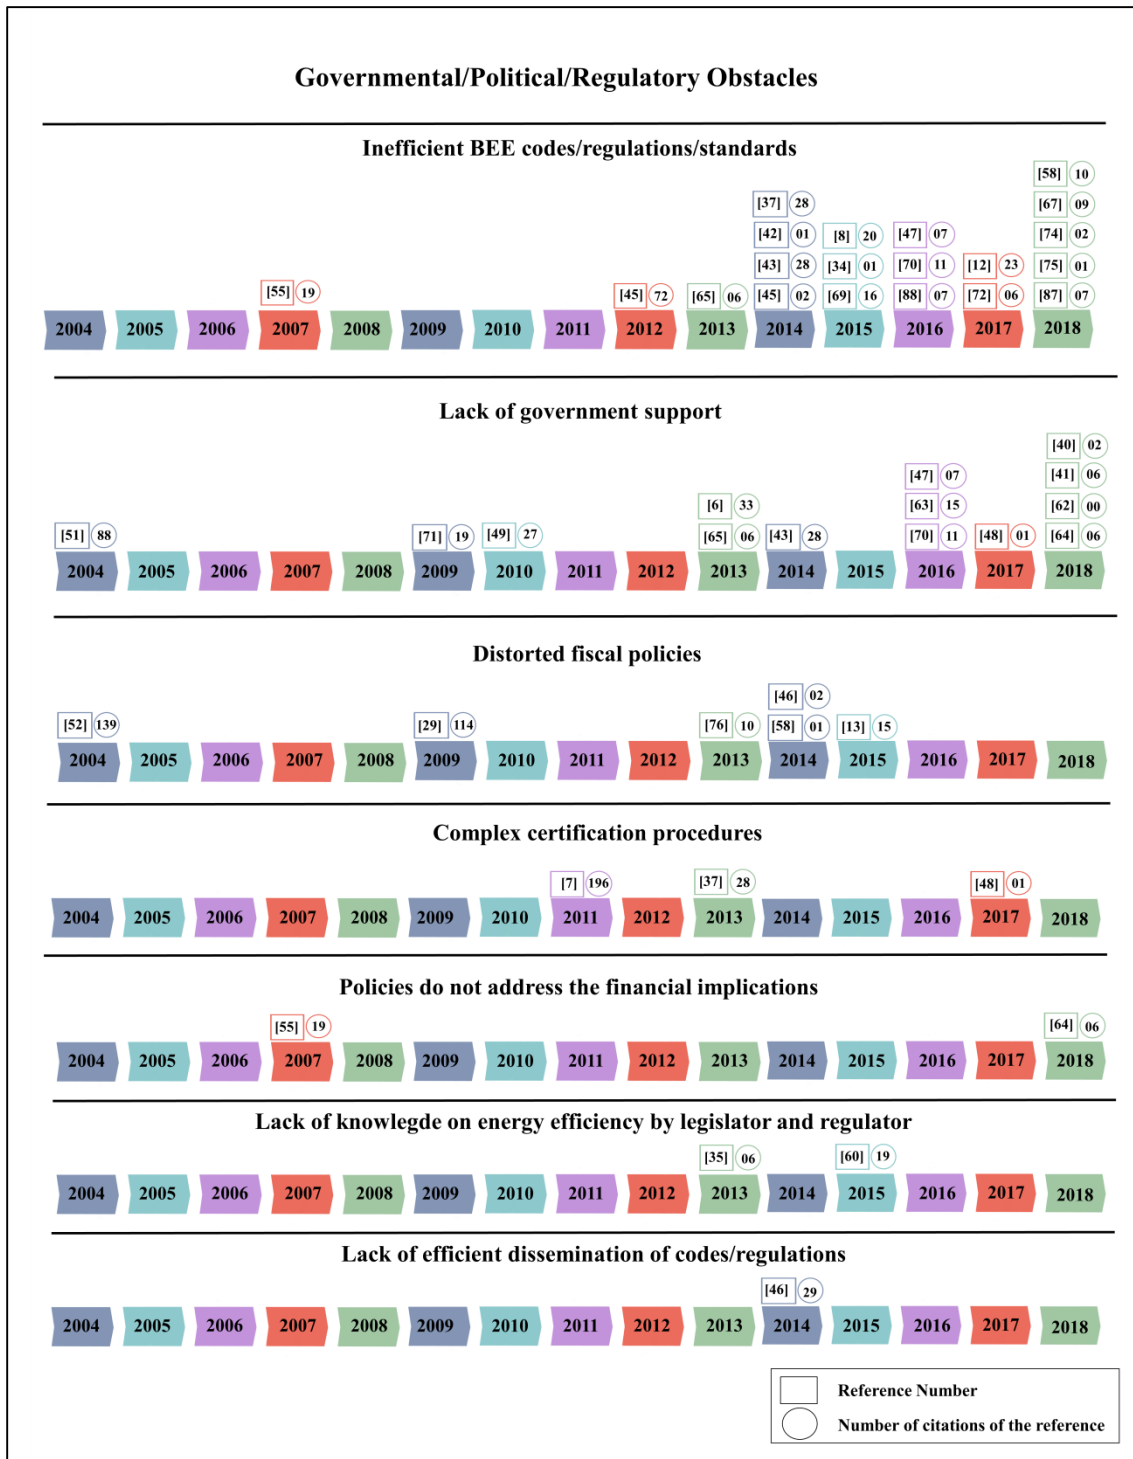 Governmental/Political/Regulatory Obstacles
Inefficient BEE codes/regulations/standards
[58] 10
[37] 28 [67] 09
[42] 01 [8] 20 [47] 07 [74] 02
[43] 28 [34] 01 [70] 11 [12] 23 [75] 01
[55] 19 [45] 72 [65] 06 [45] 02 [69] 16 [88] 07 [72] 06 [87] 07
2004 2005 2006 2007 2008 2009 2010 2011 2012 2013 2014 2015 2016 2017 2018
Lack of government support
[40] 02
[47] 07 [41] 06
[6] 33 [63] 15 [62] 00
[51] 88 [71] 19 [49] 27 [65] 06 [43] 28 [70] 11 [48] 01 [64] 06
2004 2005 2006 2007 2008 2009 2010 2011 2012 2013 2014 2015 2016 2017 2018
Distorted fiscal policies
[46] 02
[52] 139 [29] 114 [76] 10 [58] 01 [13] 15
2004 2005 2006 2007 2008 2009 2010 2011 2012 2013 2014 2015 2016 2017 2018
Complex certification procedures
[7] 196 [37] 28 [48] 01
2004 2005 2006 2007 2008 2009 2010 2011 2012 2013 2014 2015 2016 2017 2018
Policies do not address the financial implications
[55] 19 [64] 06
2004 2005 2006 2007 2008 2009 2010 2011 2012 2013 2014 2015 2016 2017 2018
Lack of knowlegde on energy efficiency by legislator and regulator
[35] 06 [60] 19
2004 2005 2006 2007 2008 2009 2010 2011 2012 2013 2014 2015 2016 2017 2018
Lack of efficient dissemination of codes/regulations
[46] 29
2004 2005 2006 2007 2008 2009 2010 2011 2012 2013 2014 2015 2016 2017 2018
Reference Number
Number of citations of the reference